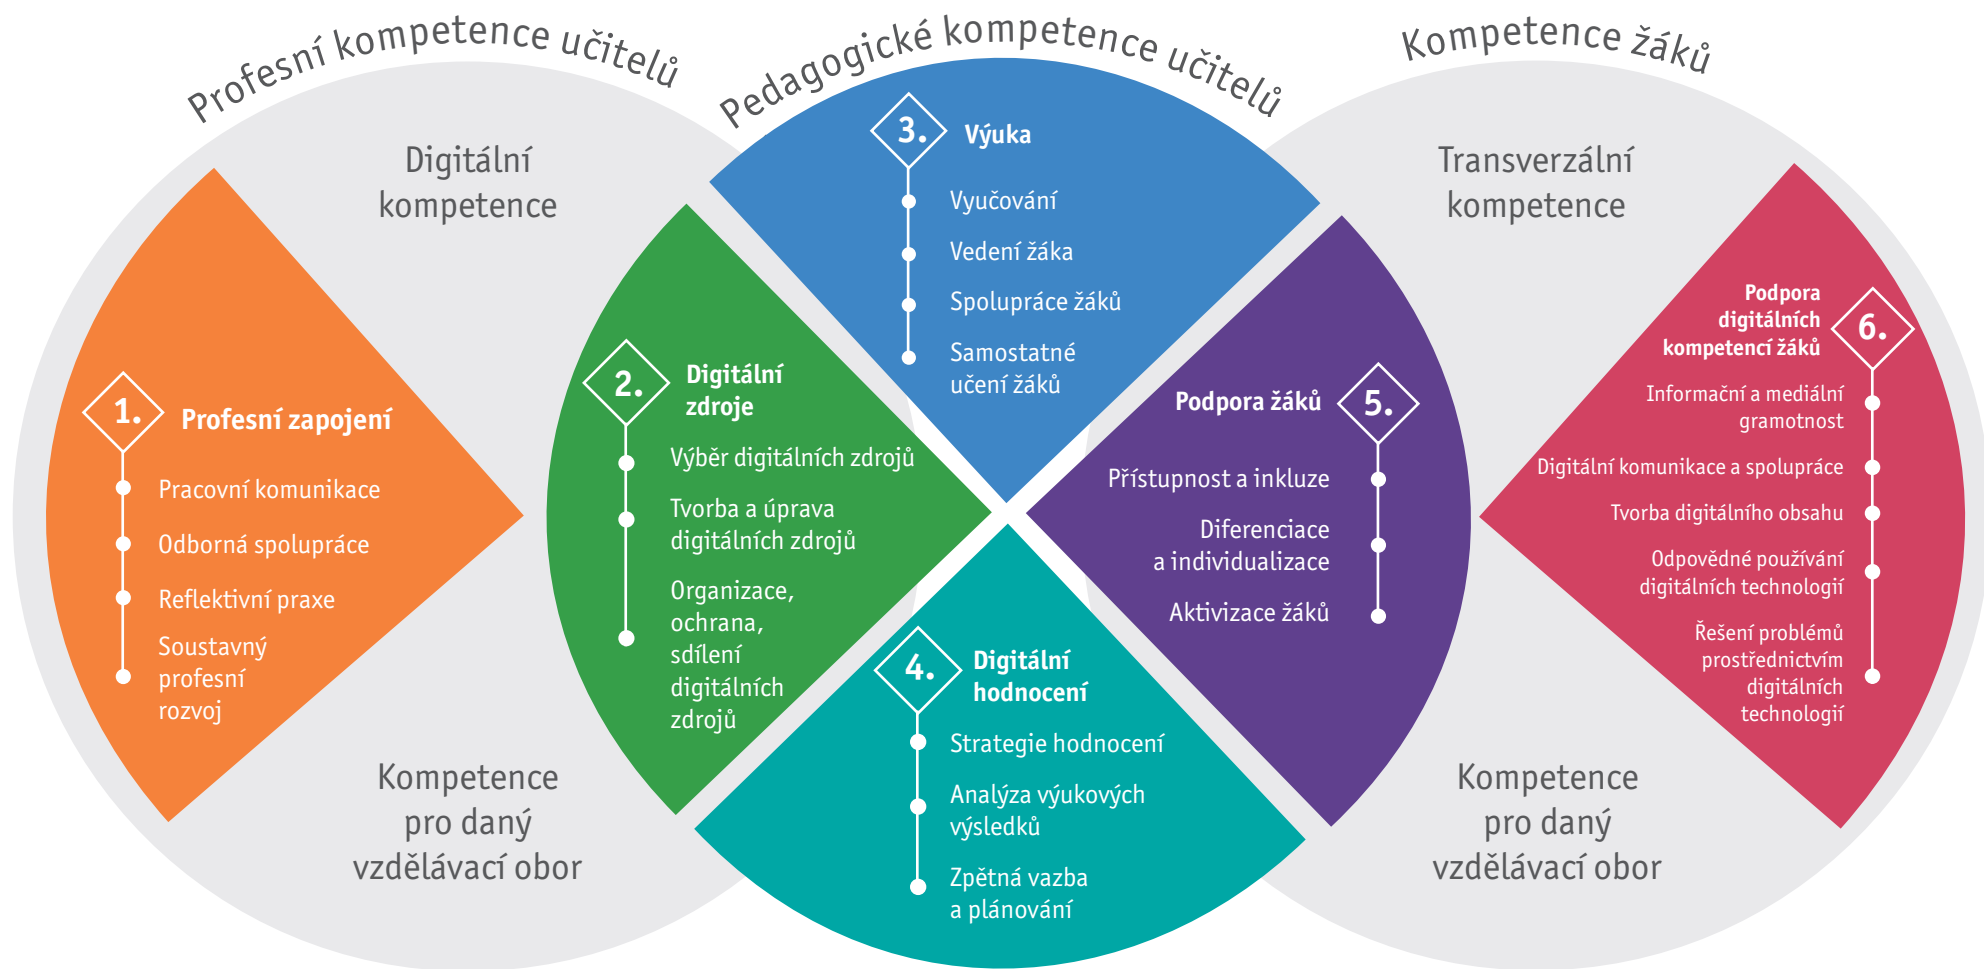 Profesní kompetence učitelů
Pedagogické kompetence učitelů
Kompetence žáků
Digitální
kompetence
Transverzální
kompetence
1.
Profesní zapojení
Pracovní komunikace
Odborná spolupráce
Reflektivní praxe
Soustavný
profesní
rozvoj
2.
Digitální
zdroje
Výběr digitálních zdrojů
Tvorba a úprava
digitálních zdrojů
Organizace,
ochrana,
sdílení
digitálních
zdrojů
3.
Výuka
Vyučování
Vedení žáka
Spolupráce žáků
Samostatné
učení žáků
4.
Digitální
hodnocení
Strategie hodnocení
Analýza výukových
výsledků
Zpětná vazba
a plánování
Podpora žáků
5.
Přístupnost a inkluze
Diferenciace
a individualizace
Aktivizace žáků
Podpora
digitálních
kompetencí žáků
6.
Informační a mediální
gramotnost
Digitální komunikace a spolupráce
Tvorba digitálního obsahu
Odpovědné používání
digitálních technologií
Řešení problémů
prostřednictvím
digitálních
technologií
Kompetence
pro daný
vzdělávací obor
Kompetence
pro daný
vzdělávací obor